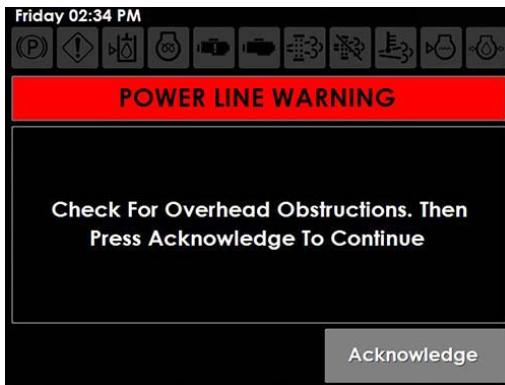 Friday 02:34 PM
POWER LINE WARNING
Check For Overhead Obstructions. Then
Press Acknowledge To Continue
Acknowledge